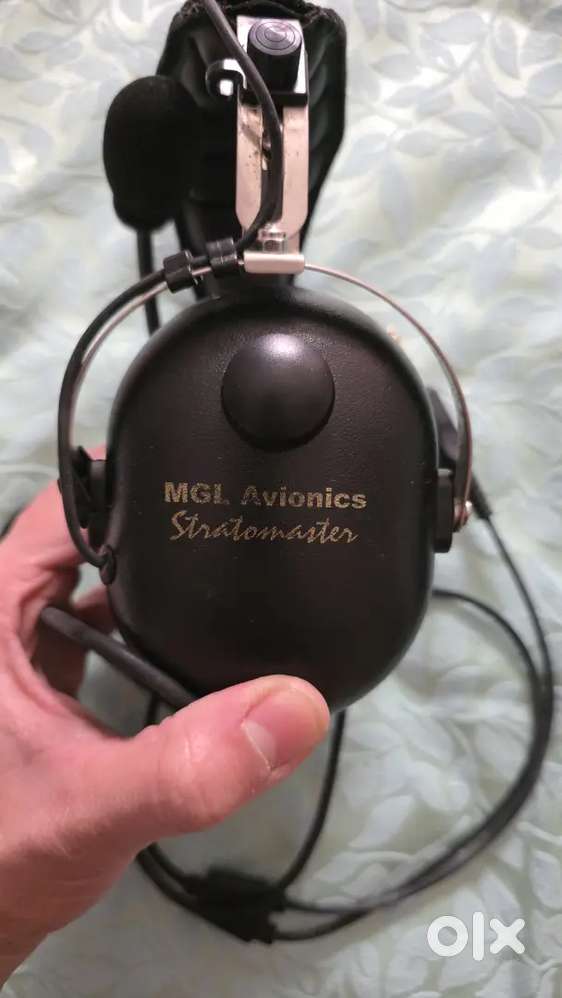 MGL Avionics
Stratomaster
olx